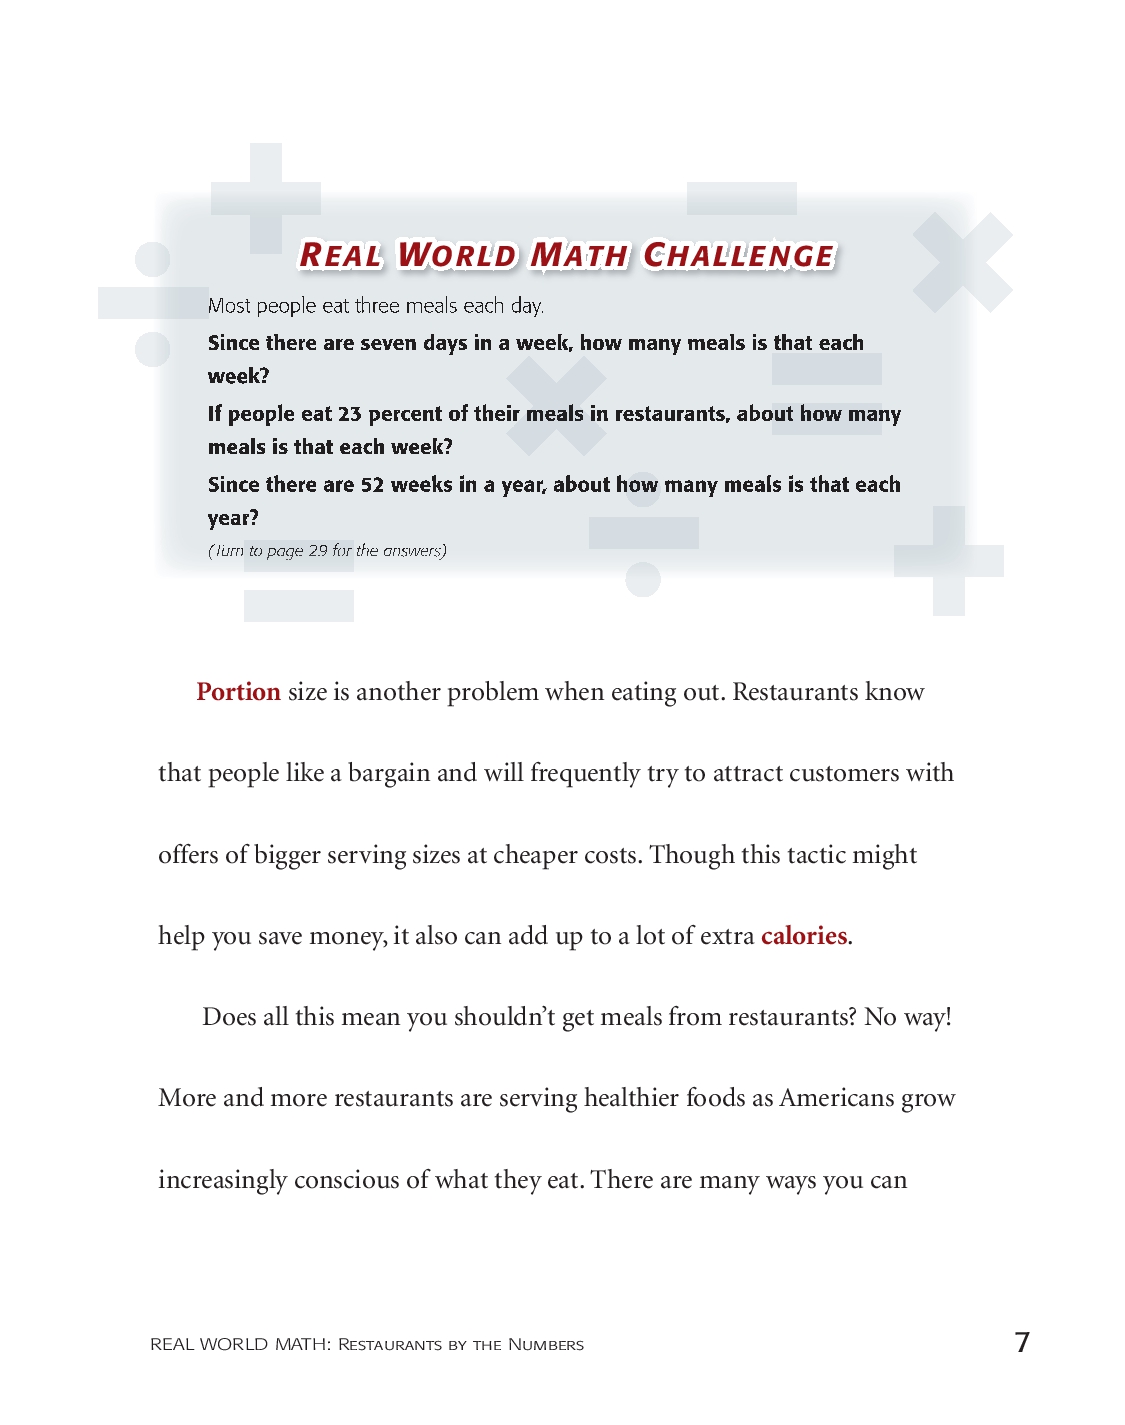 REAL WORLD MATH CHALLENGE
Most people eat three meals each day.
Since there are seven days in a week, how many meals is that each
week?
If people eat 23 percent of their meals in restaurants, about how many
meals is that each week?
Since there are 52 weeks in a year, about how many meals is that each
year?
(Turn to page 29 for the answers)
Portion size is another problem when eating out. Restaurants know
that people like a bargain and will frequently try to attract customers with
offers of bigger serving sizes at cheaper costs. Though this tactic might
help you save money, it also can add up to a lot of extra calories.
Does all this mean you shouldn’t get meals from restaurants? No way!
More and more restaurants are serving healthier foods as Americans grow
increasingly conscious of what they eat. There are many ways you can
REAL WORLD MATH: RESTAURANTS BY THE NUMBERS 7